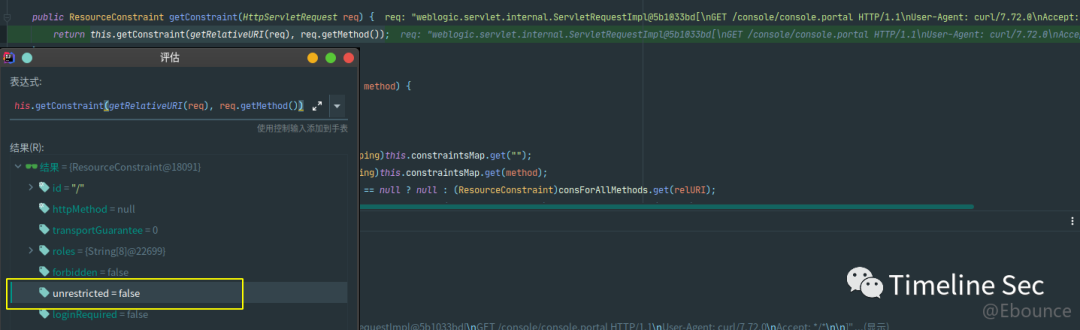 public ResourceConstraint getConstraint(HttpServletRequest req) { req: "weblogic.servlet.internal.ServletRequestImpl@5b1033bd[\nGET /console/console.portal HTTP/1.1\nUser-Agent: curl/7.72.0\nAccept:
return this.getConstraint(getRelativeURI(req), req.getMethod()); req: "weblogic.servlet.internal.ServletRequestImpl@5b1033bd[\nGET /console/console.portal HTTP/1.1\nUser-Agent: curl/7.72.0\nAccept
评估
表达式:
method) {
his.getConstraint(getRelativeURI(req), req.getMethod())
使用控制输入添加到手表
结果(R):
ping)this.constraintsMap.get("");
结果 = {ResourceConstraint@18091}
ping)this.constraintsMap.get(method);
id = "/"
== null ? null : (ResourceConstraint)consForAllMethods.get(relURI);
httpMethod = null
transportGuarantee = 0
roles = {String[8]@22699}
forbidden = false
unrestricted = false
Timeline Sec
loginRequired = false
@Ebounce
requestImpl@5b1033bd[\nGET /console/console.portal HTTP/1.1\nUser-Agent: curl/7.72.0\nAccept: */*\n\n]" (显示)